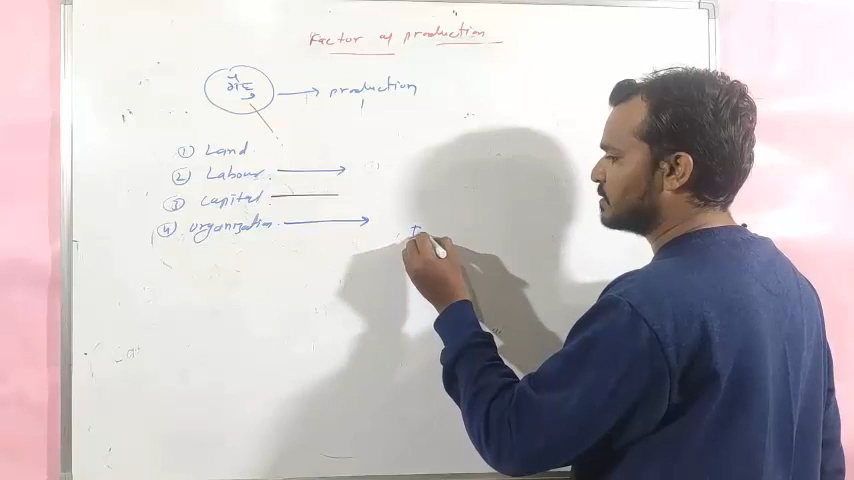 Factor of production
→ production
① Land
② Labour →
③ Capital —
④ Organization →